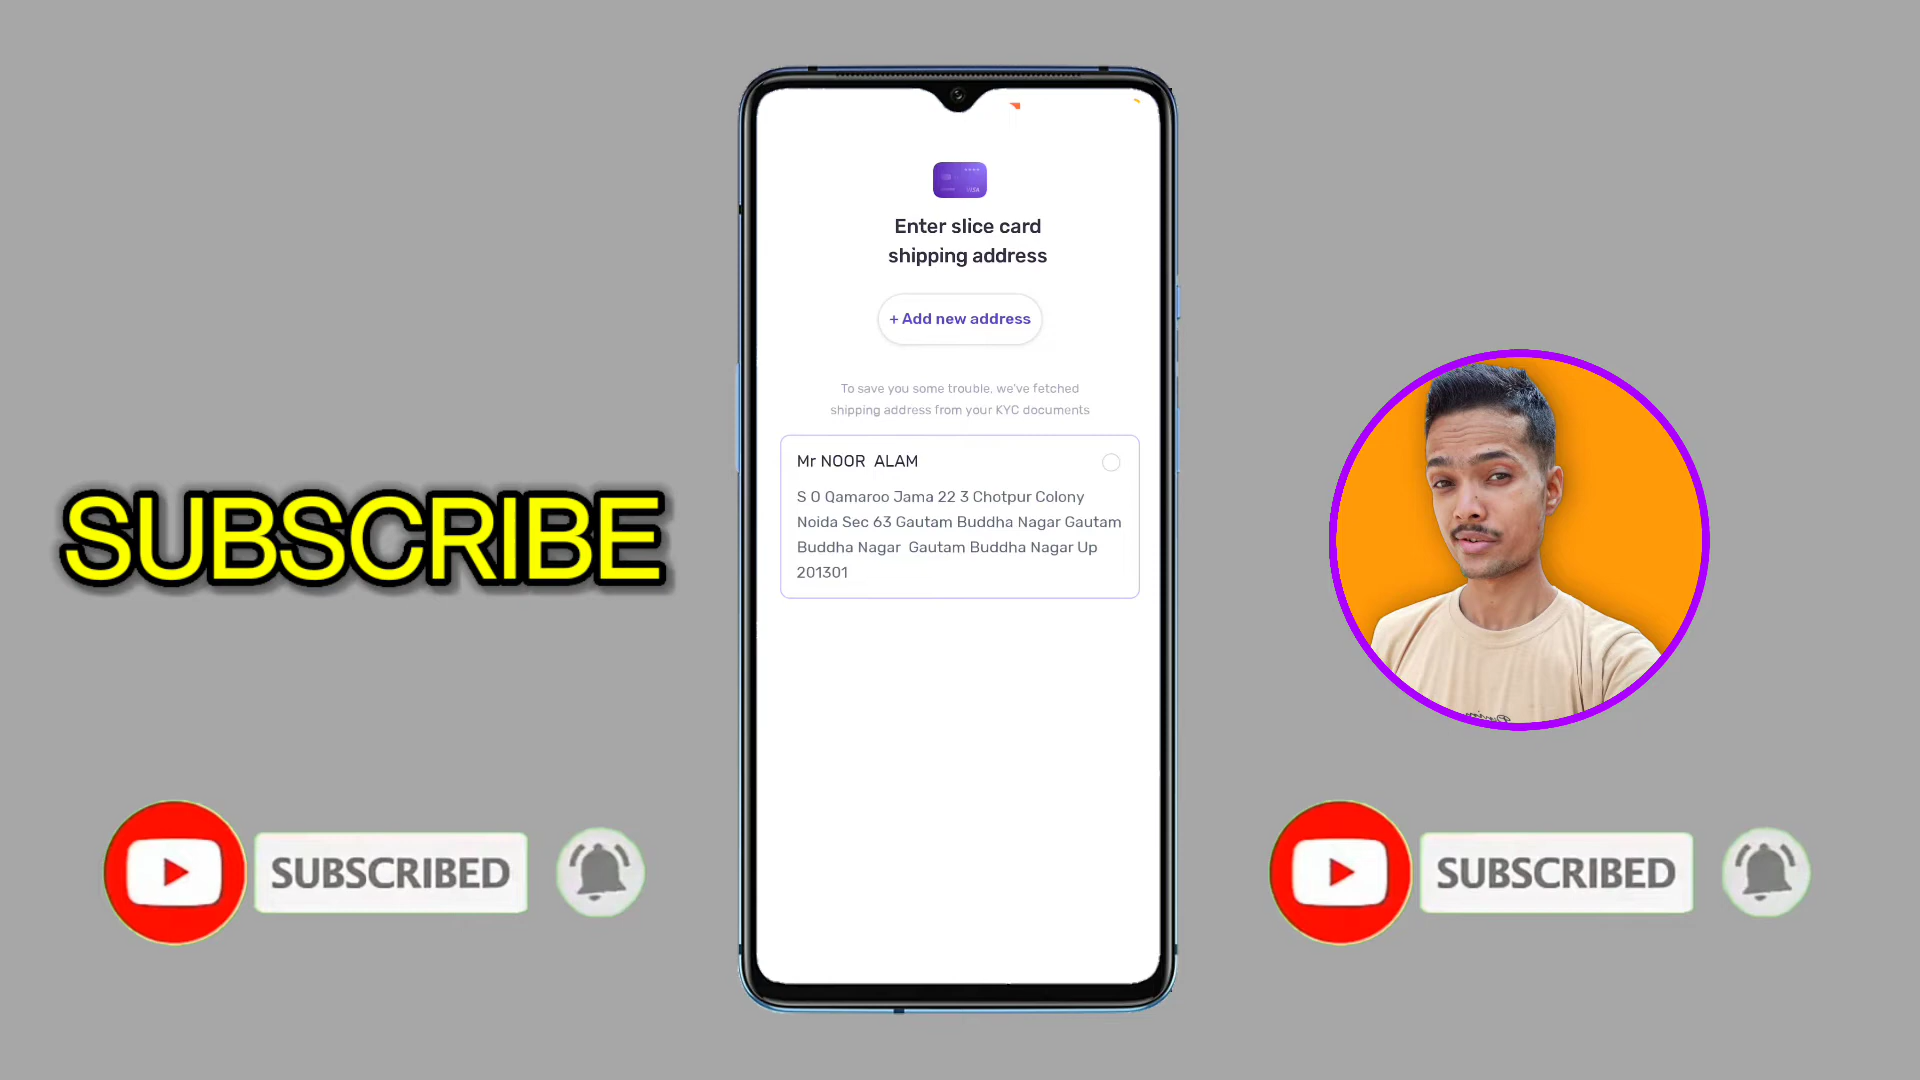 Enter slice card
shipping address
+ Add new address
To save you some trouble, we've fetched
shipping address from your KYC documents
Mr NOOR  ALAM
S O Qamaroo Jama 22 3 Chotpur Colony
Noida Sec 63 Gautam Buddha Nagar Gautam
Buddha Nagar  Gautam Buddha Nagar Up
201301
SUBSCRIBE
SUBSCRIBED
SUBSCRIBED
VISA